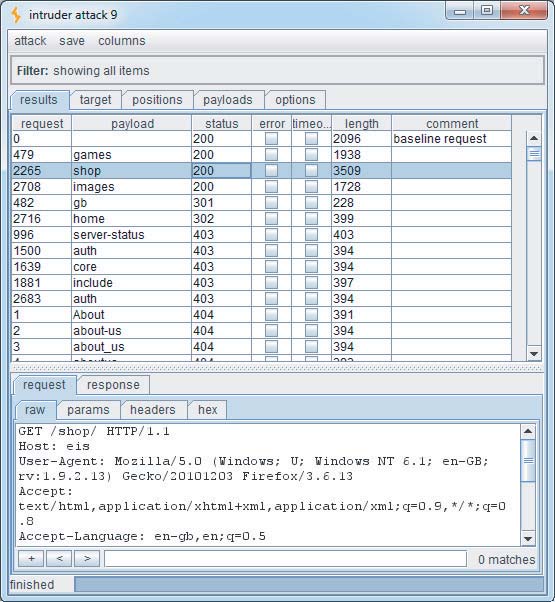 intruder attack 9
attack save columns
Filter: showing all items
results target positions payloads options
request payload status error timeo... length comment
0 200 2096 baseline request
479 games 200 1938
2265 shop 200 3509
2708 images 200 1728
482 gb 301 228
2716 home 302 399
996 server-status 403 403
1500 auth 403 394
1639 core 403 394
1881 include 403 397
2683 auth 403 394
1 About 404 391
2 about-us 404 394
3 about_us 404 394
request response
raw params headers hex
GET /shop/ HTTP/1.1
Host: eis
User-Agent: Mozilla/5.0 (Windows; U; Windows NT 6.1; en-GB;
rv:1.9.2.13) Gecko/20101203 Firefox/3.6.13
Accept:
text/html,application/xhtml+xml,application/xml;q=0.9,*/*;q=0
.8
Accept-Language: en-gb,en;q=0.5
+ < > 0 matches
finished